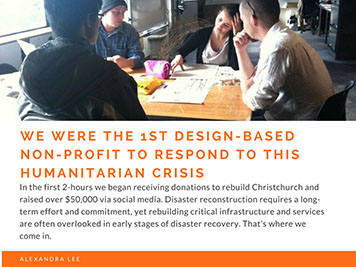 WE WERE THE 1ST DESIGN-BASED
NON-PROFIT TO RESPOND TO THIS
HUMANITARIAN CRISIS
In the first 2-hours we began receiving donations to rebuild Christchurch and
raised over $50,000 via social media. Disaster reconstruction requires a long-
term effort and commitment, yet rebuilding critical infrastructure and services
are often overlooked in early stages of disaster recovery. That's where we
come in.
ALEXANDRA LEE